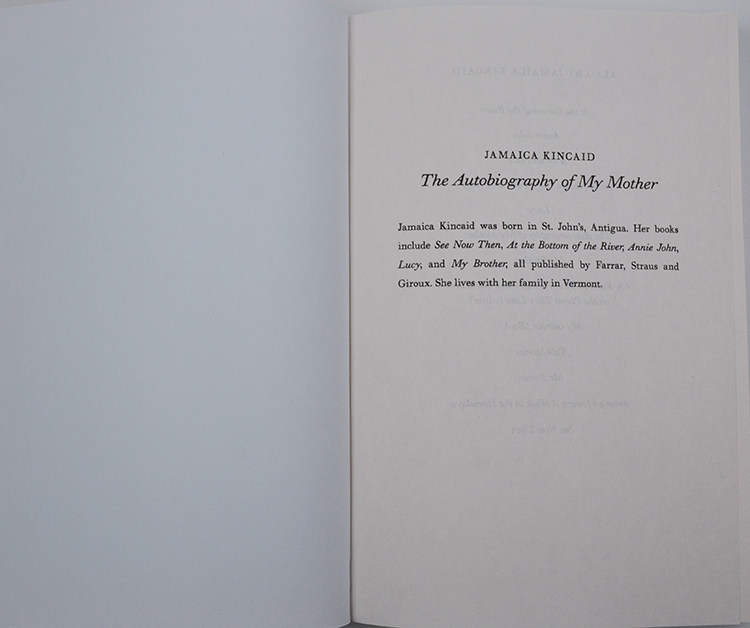 JAMAICA KINCAID
The Autobiography of My Mother
Jamaica Kincaid was born in St. John's, Antigua. Her books
include See Now Then, At the Bottom of the River, Annie John,
Lucy, and My Brother, all published by Farrar, Straus and
Giroux. She lives with her family in Vermont.